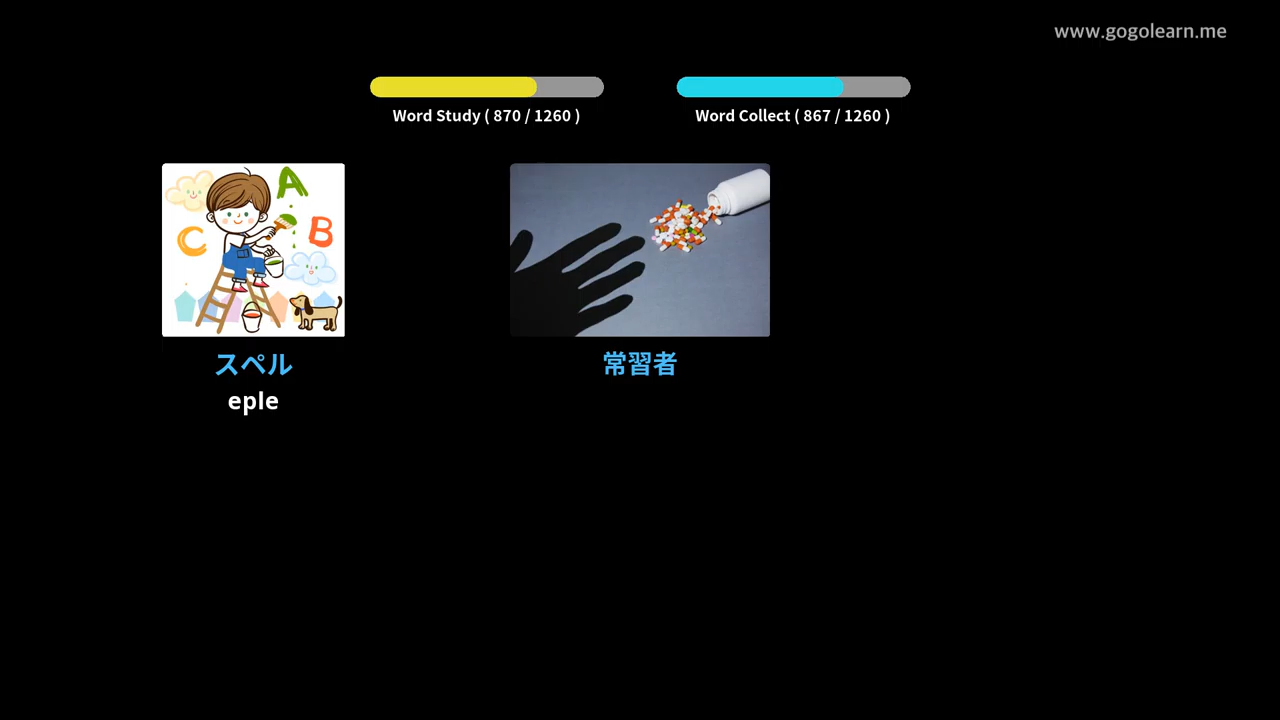 www.gogolearn.me
Word Study ( 870 / 1260 )
Word Collect ( 867 / 1260 )
A
B
C
スペル
eple
常習者